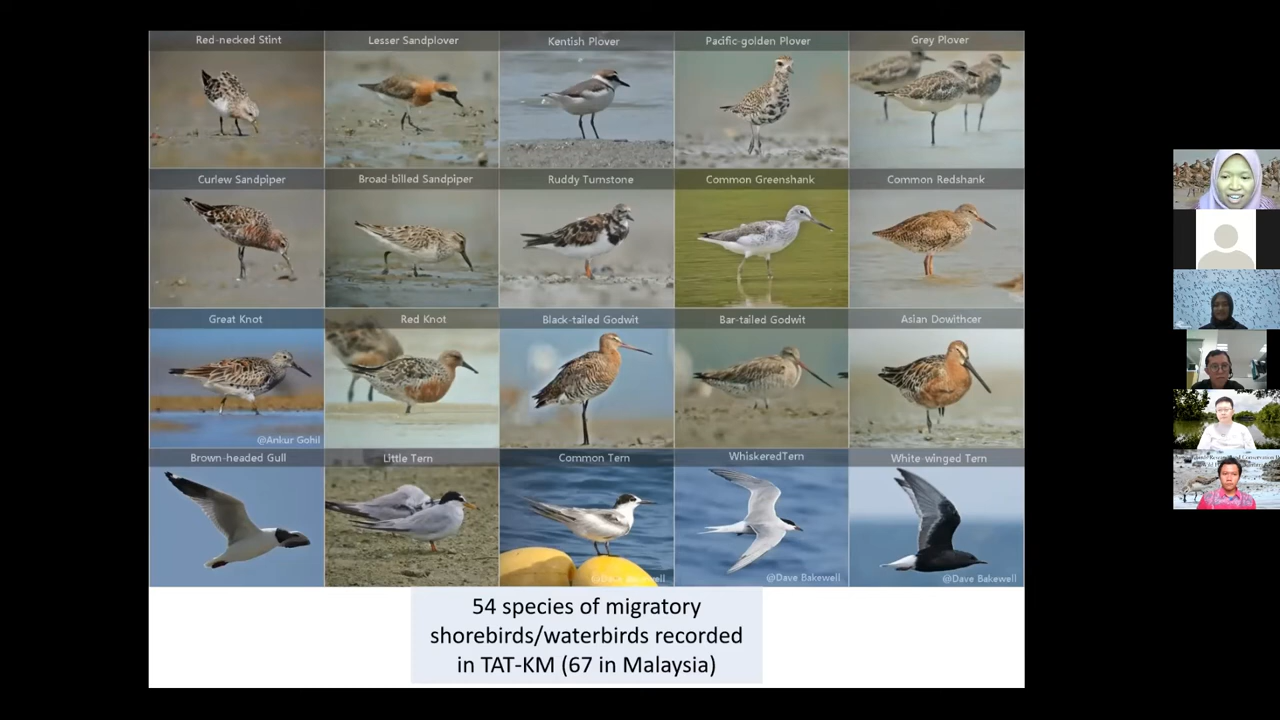 Red-necked Stint
Lesser Sandplover
Kentish Plover
Pacific-golden Plover
Grey Plover
Curlew Sandpiper
Broad-billed Sandpiper
Ruddy Turnstone
Common Greenshank
Common Redshank
Great Knot
Red Knot
Black-tailed Godwit
Bar-tailed Godwit
Asian Dowithcer
@Ankur Gohil
Brown-headed Gull
Little Tern
Common Tern
WhiskeredTern
White-winged Tern
@Dave Bakewell
@Dave Bakewell
@Dave Bakewell
54 species of migratory
shorebirds/waterbirds recorded
in TAT-KM (67 in Malaysia)